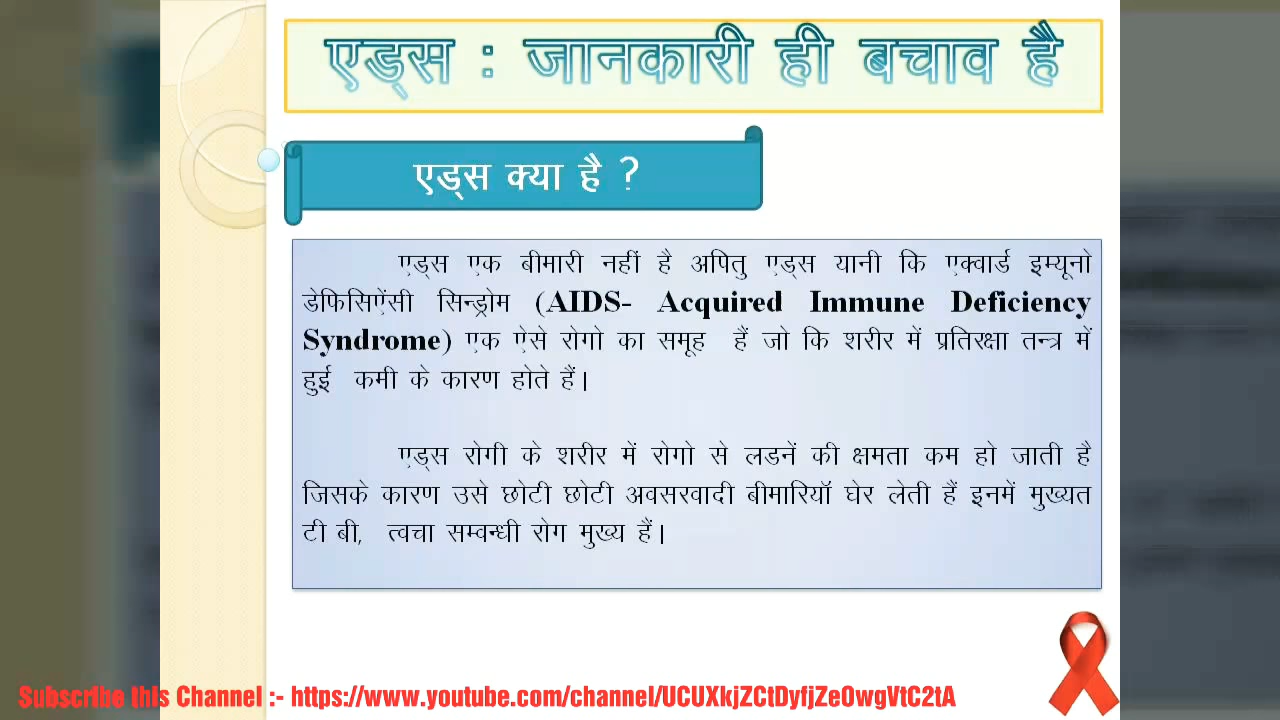 एड्स : जानकारी ही बचाव है
एड्स क्या है ?
एड्स एक बीमारी नहीं है अपितु एड्स यानी कि एक्वार्ड इम्यूनो
डेफिसिऐंसी सिन्ड्रोम (AIDS- Acquired Immune Deficiency
Syndrome) एक ऐसे रोगो का समूह हैं जो कि शरीर में प्रतिरक्षा तन्त्र में
हुई कमी के कारण होते हैं।
एड्स रोगी के शरीर में रोगो से लडनें की क्षमता कम हो जाती है
जिसके कारण उसे छोटी छोटी अवसरवादी बीमारियॉ घेर लेती हैं इनमें मुख्यत
टी बी, त्वचा सम्वन्धी रोग मुख्य हैं।
Subscribe this Channel :- https://www.youtube.com/channel/UCUXkjZCtDyfjZeOwgVtC2tA